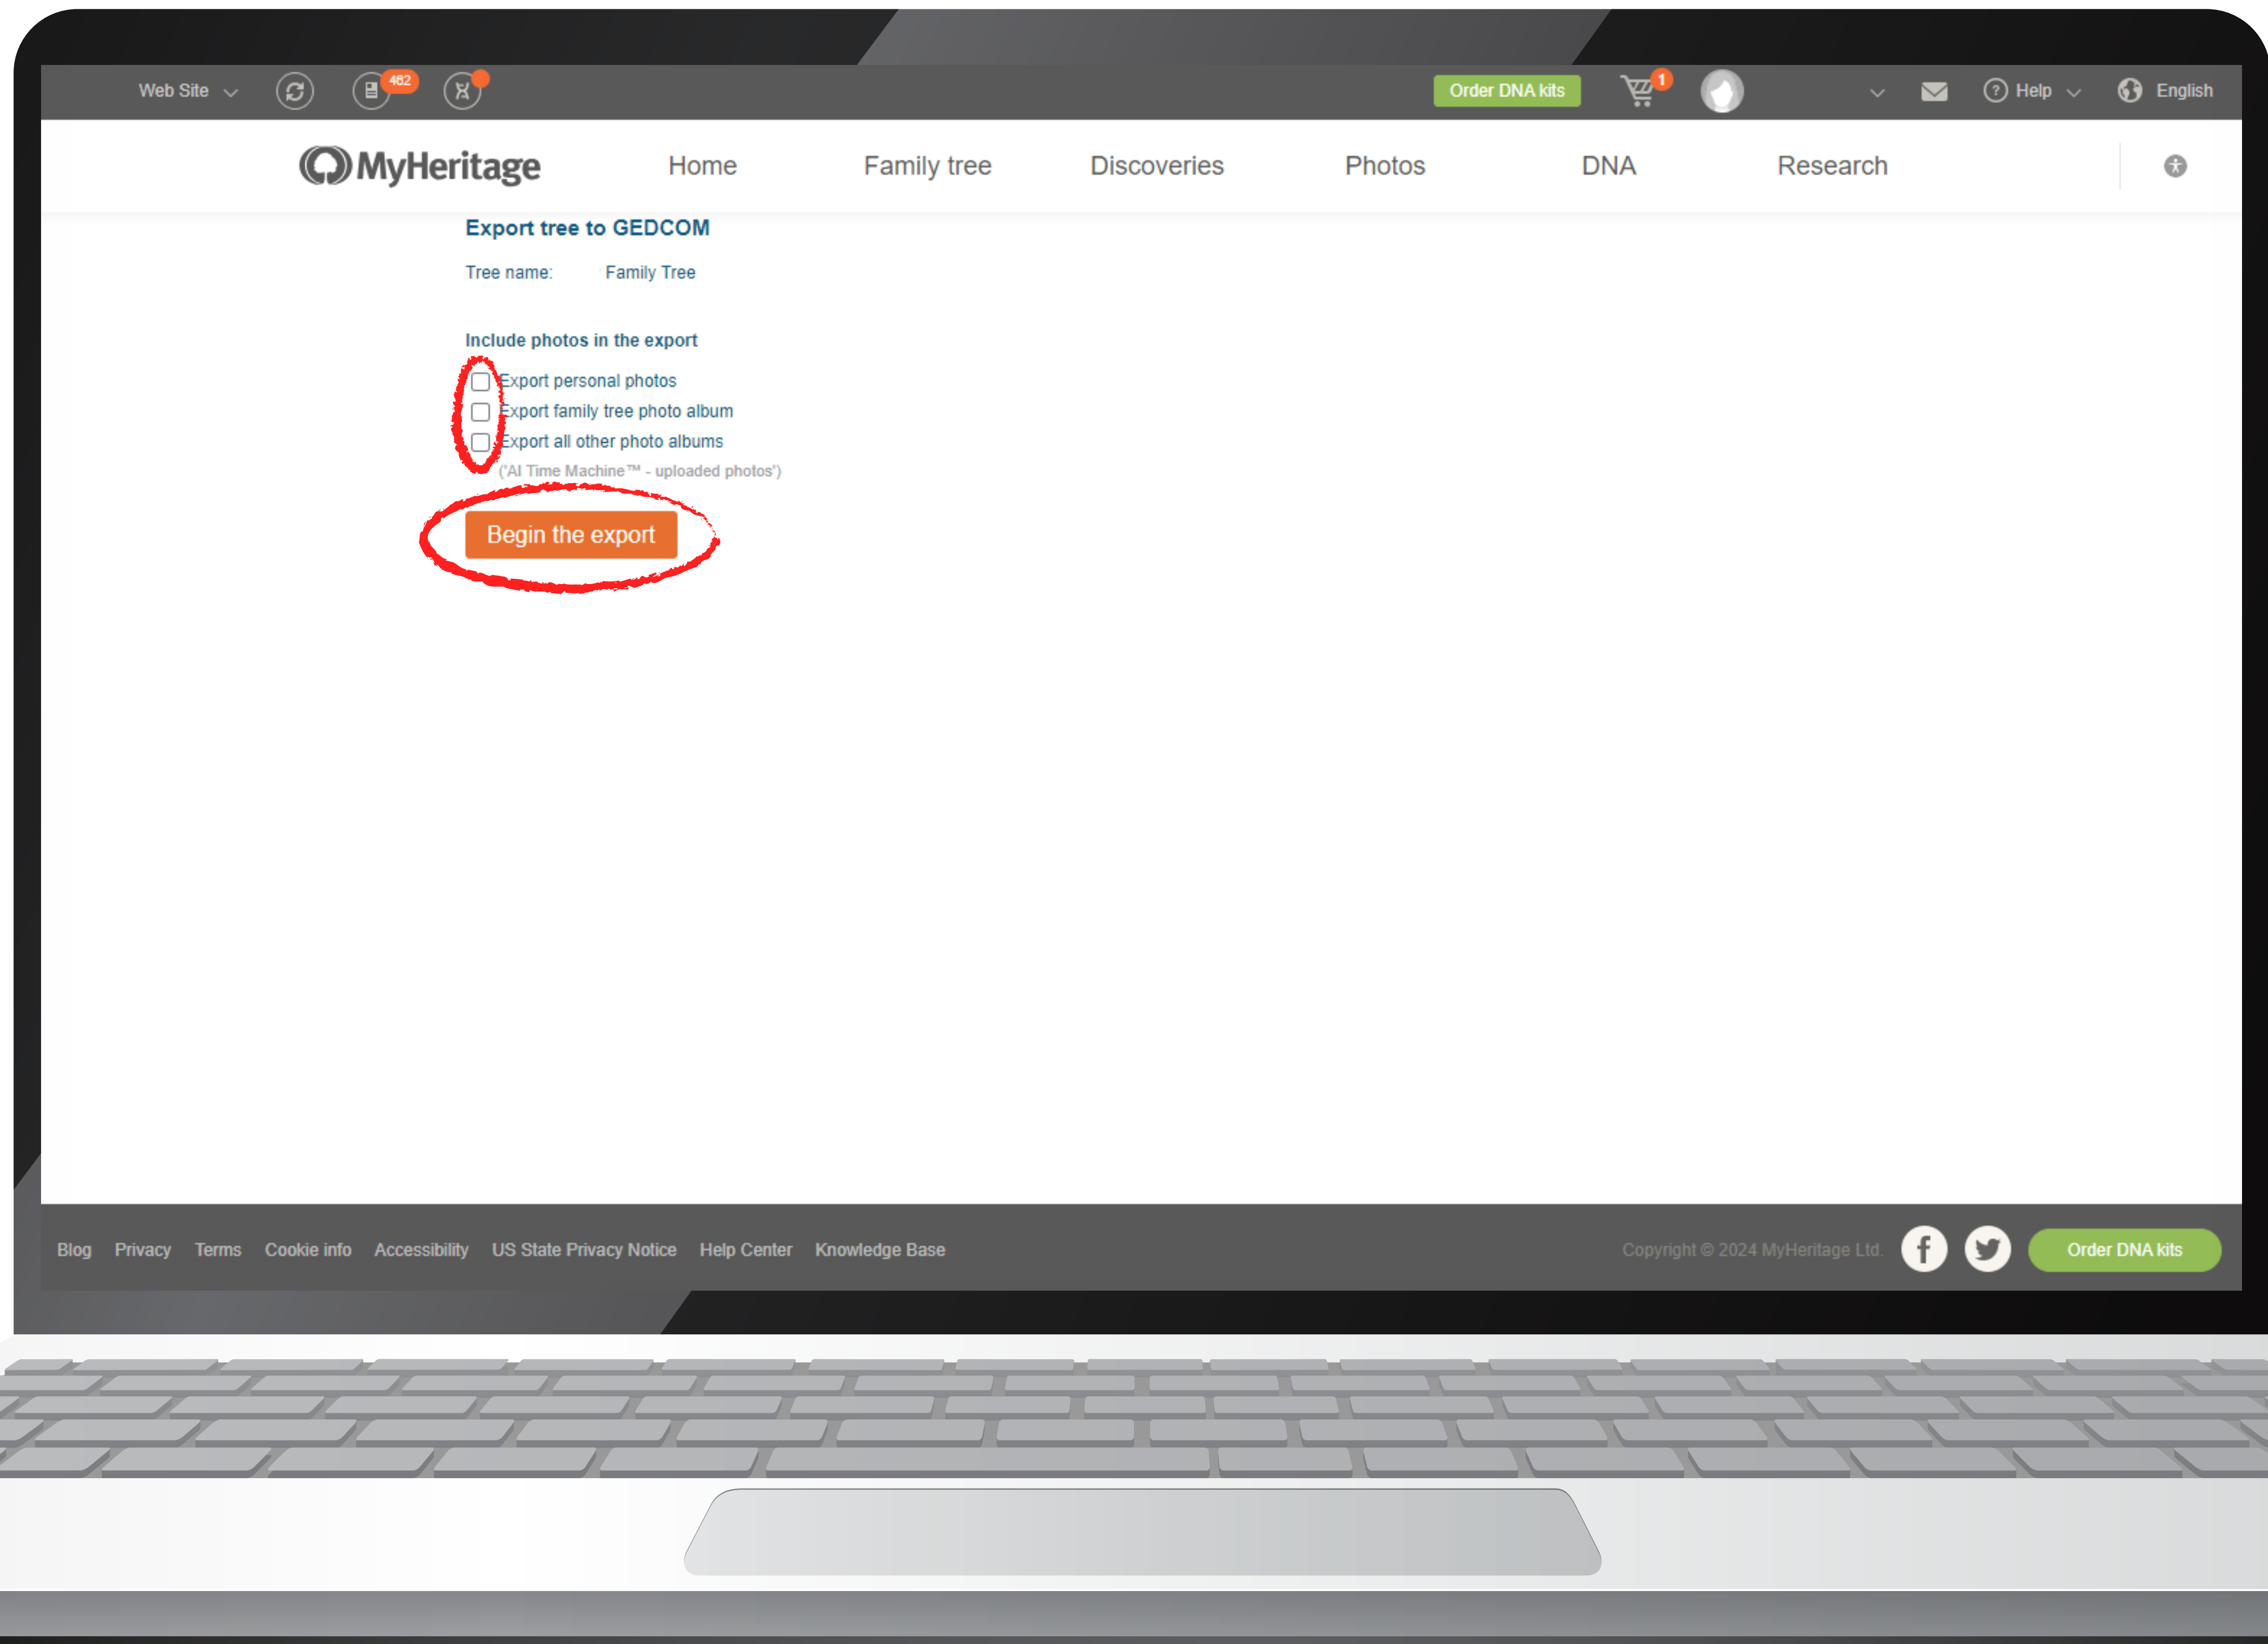 Web Site
462
Order DNA kits
1
Help
English
MyHeritage
Home
Family tree
Discoveries
Photos
DNA
Research
Export tree to GEDCOM
Tree name: Family Tree
Include photos in the export
Export personal photos
Export family tree photo album
Export all other photo albums
('AI Time Machine™ - uploaded photos')
Begin the export
Blog Privacy Terms Cookie info Accessibility US State Privacy Notice Help Center Knowledge Base
Copyright © 2024 MyHeritage Ltd.
Order DNA kits